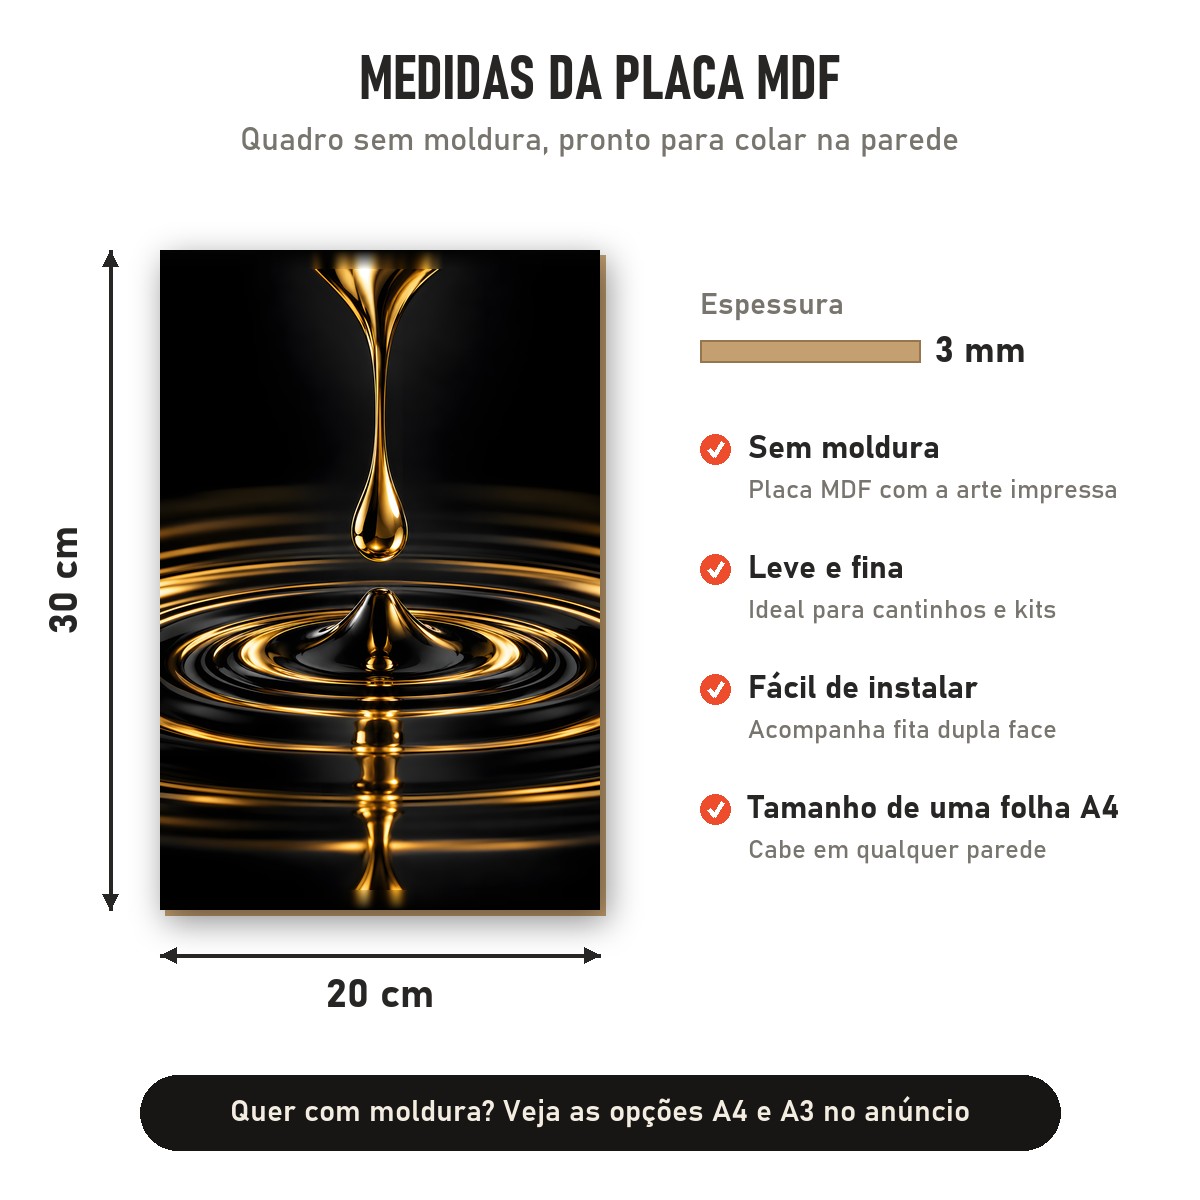 MEDIDAS DA PLACA MDF
Quadro sem moldura, pronto para colar na parede
30 cm
20 cm
Espessura
3 mm
Sem moldura
Placa MDF com a arte impressa
Leve e fina
Ideal para cantinhos e kits
Fácil de instalar
Acompanha fita dupla face
Tamanho de uma folha A4
Cabe em qualquer parede
Quer com moldura? Veja as opções A4 e A3 no anúncio